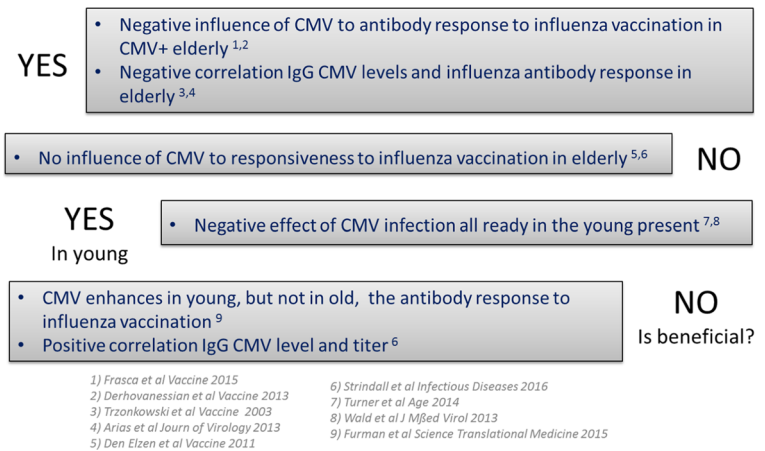 YES
• Negative influence of CMV to antibody response to influenza vaccination in
CMV+ elderly 1,2
• Negative correlation IgG CMV levels and influenza antibody response in
elderly 3,4
• No influence of CMV to responsiveness to influenza vaccination in elderly 5,6
NO
YES
In young
• Negative effect of CMV infection all ready in the young present 7,8
• CMV enhances in young, but not in old, the antibody response to
influenza vaccination 9
• Positive correlation IgG CMV level and titer 6
NO
Is beneficial?
1) Frasca et al Vaccine 2015
2) Derhovanessian et al Vaccine 2013
3) Trzonkowski et al Vaccine 2003
4) Arias et al Journ of Virology 2013
5) Den Elzen et al Vaccine 2011
6) Strindall et al Infectious Diseases 2016
7) Turner et al Age 2014
8) Wald et al J Mßed Virol 2013
9) Furman et al Science Translational Medicine 2015